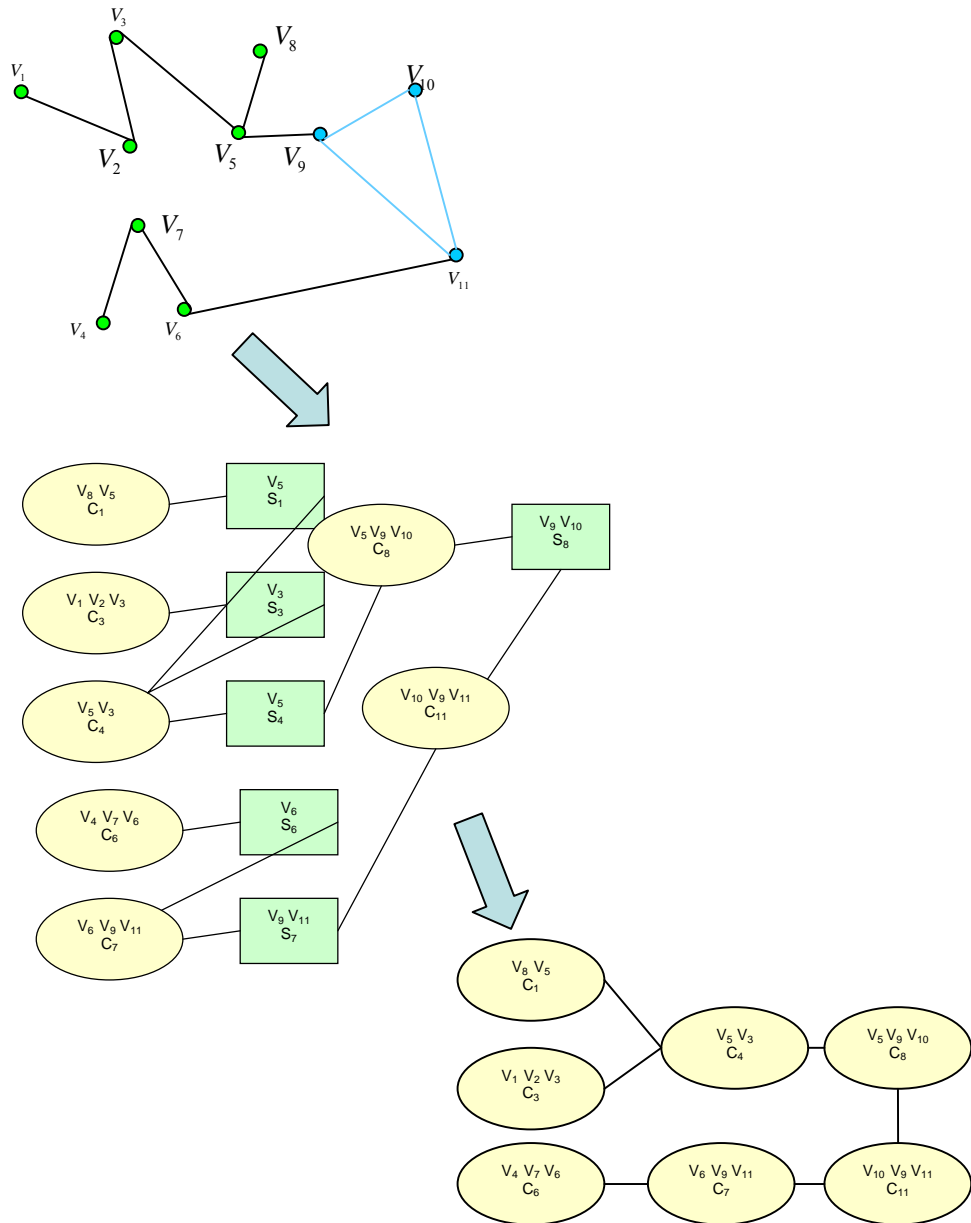 V₃
V₈
V₁
V₁₀
V₂
V₅
V₉
V₇
V₁₁
V₄
V₆
V₈ V₅
C₁
V₅
S₁
V₅ V₉ V₁₀
C₈
V₉ V₁₀
S₈
V₁ V₂ V₃
C₃
V₃
S₃
V₅ V₃
C₄
V₅
S₄
V₁₀ V₉ V₁₁
C₁₁
V₄ V₇ V₆
C₆
V₆
S₆
V₆ V₉ V₁₁
C₇
V₉ V₁₁
S₇
V₈ V₅
C₁
V₅ V₃
C₄
V₅ V₉ V₁₀
C₈
V₁ V₂ V₃
C₃
V₄ V₇ V₆
C₆
V₆ V₉ V₁₁
C₇
V₁₀ V₉ V₁₁
C₁₁